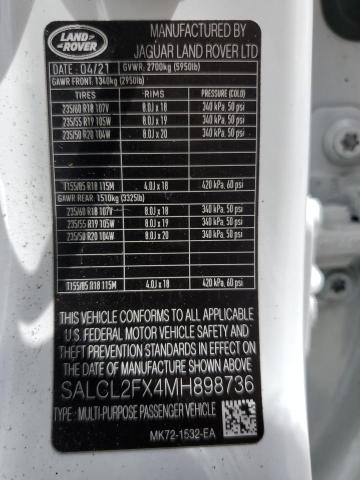 LAND ROVER
MANUFACTURED BY
JAGUAR LAND ROVER LTD
DATE: 04/21 GVWR: 2700kg (5950lb)
GAWR FRONT: 1340kg (2950lb)
TIRES RIMS PRESSURE (COLD)
235/60 R18 107V 8.0J x 18 340 kPa, 50 psi
235/55 R19 105W 8.0J x 19 340 kPa, 50 psi
235/50 R20 104W 8.0J x 20 340 kPa, 50 psi
T155/85 R18 115M 4.0J x 18 420 kPa, 60 psi
GAWR REAR: 1510kg (3325lb)
235/60 R18 107V 8.0J x 18 340 kPa, 50 psi
235/55 R19 105W 8.0J x 19 340 kPa, 50 psi
235/50 R20 104W 8.0J x 20 340 kPa, 50 psi
T155/85 R18 115M 4.0J x 18 420 kPa, 60 psi
THIS VEHICLE CONFORMS TO ALL APPLICABLE
U.S. FEDERAL MOTOR VEHICLE SAFETY
STANDARDS IN EFFECT ON THE DATE
OF MANUFACTURE SHOWN ABOVE
SALCL2FX4MH898736
TYPE: MULTI-PURPOSE PASSENGER VEHICLE
MK72-1532-EA